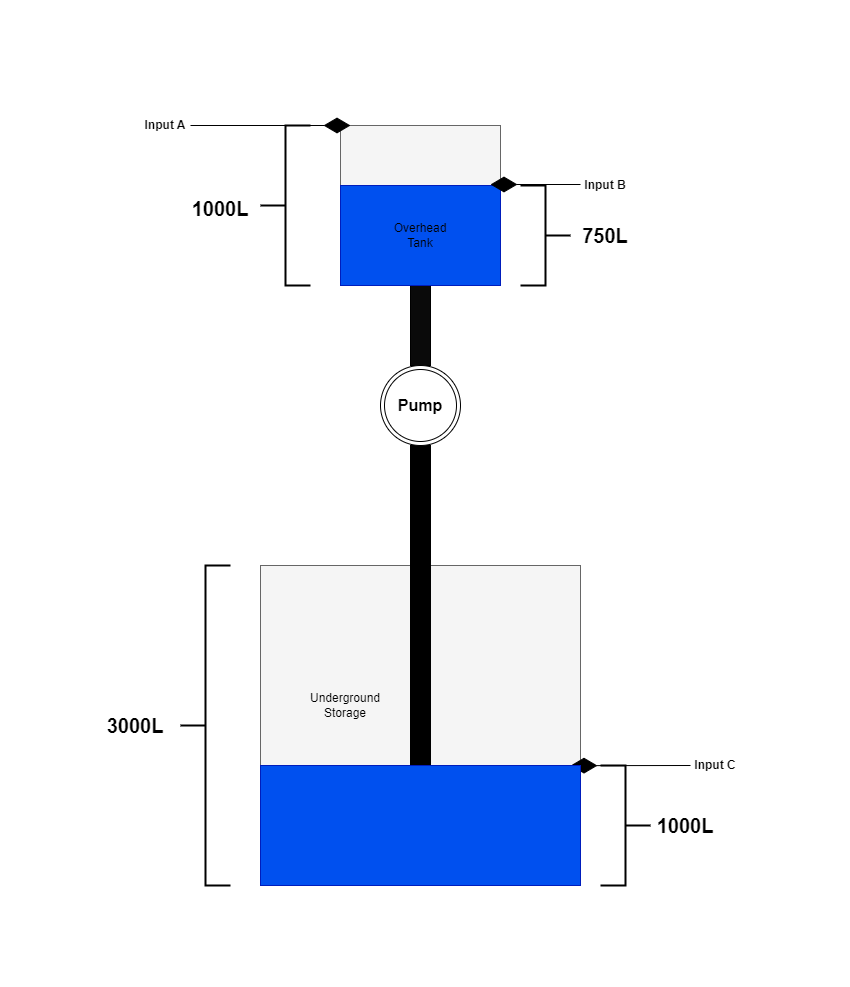 Input A
Input B
1000L
Overhead
Tank
750L
Pump
Underground
Storage
3000L
Input C
1000L